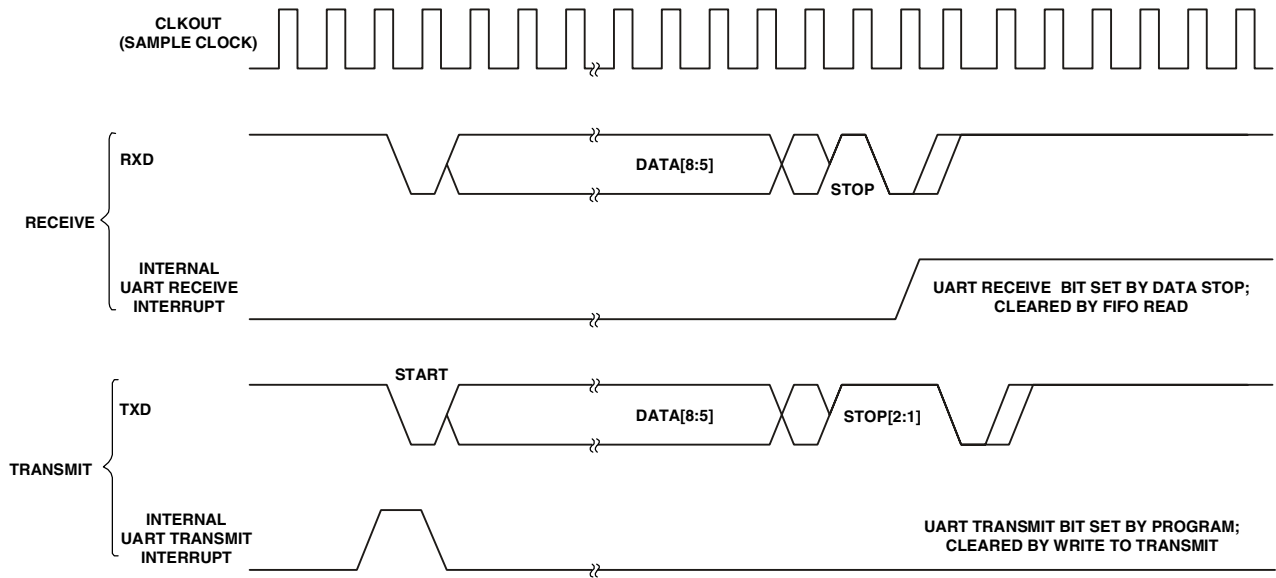 CLKOUT
(SAMPLE CLOCK)
RECEIVE
RXD
DATA[8:5]
STOP
INTERNAL
UART RECEIVE
INTERRUPT
UART RECEIVE BIT SET BY DATA STOP;
CLEARED BY FIFO READ
TRANSMIT
TXD
START
DATA[8:5]
STOP[2:1]
INTERNAL
UART TRANSMIT
INTERRUPT
UART TRANSMIT BIT SET BY PROGRAM;
CLEARED BY WRITE TO TRANSMIT